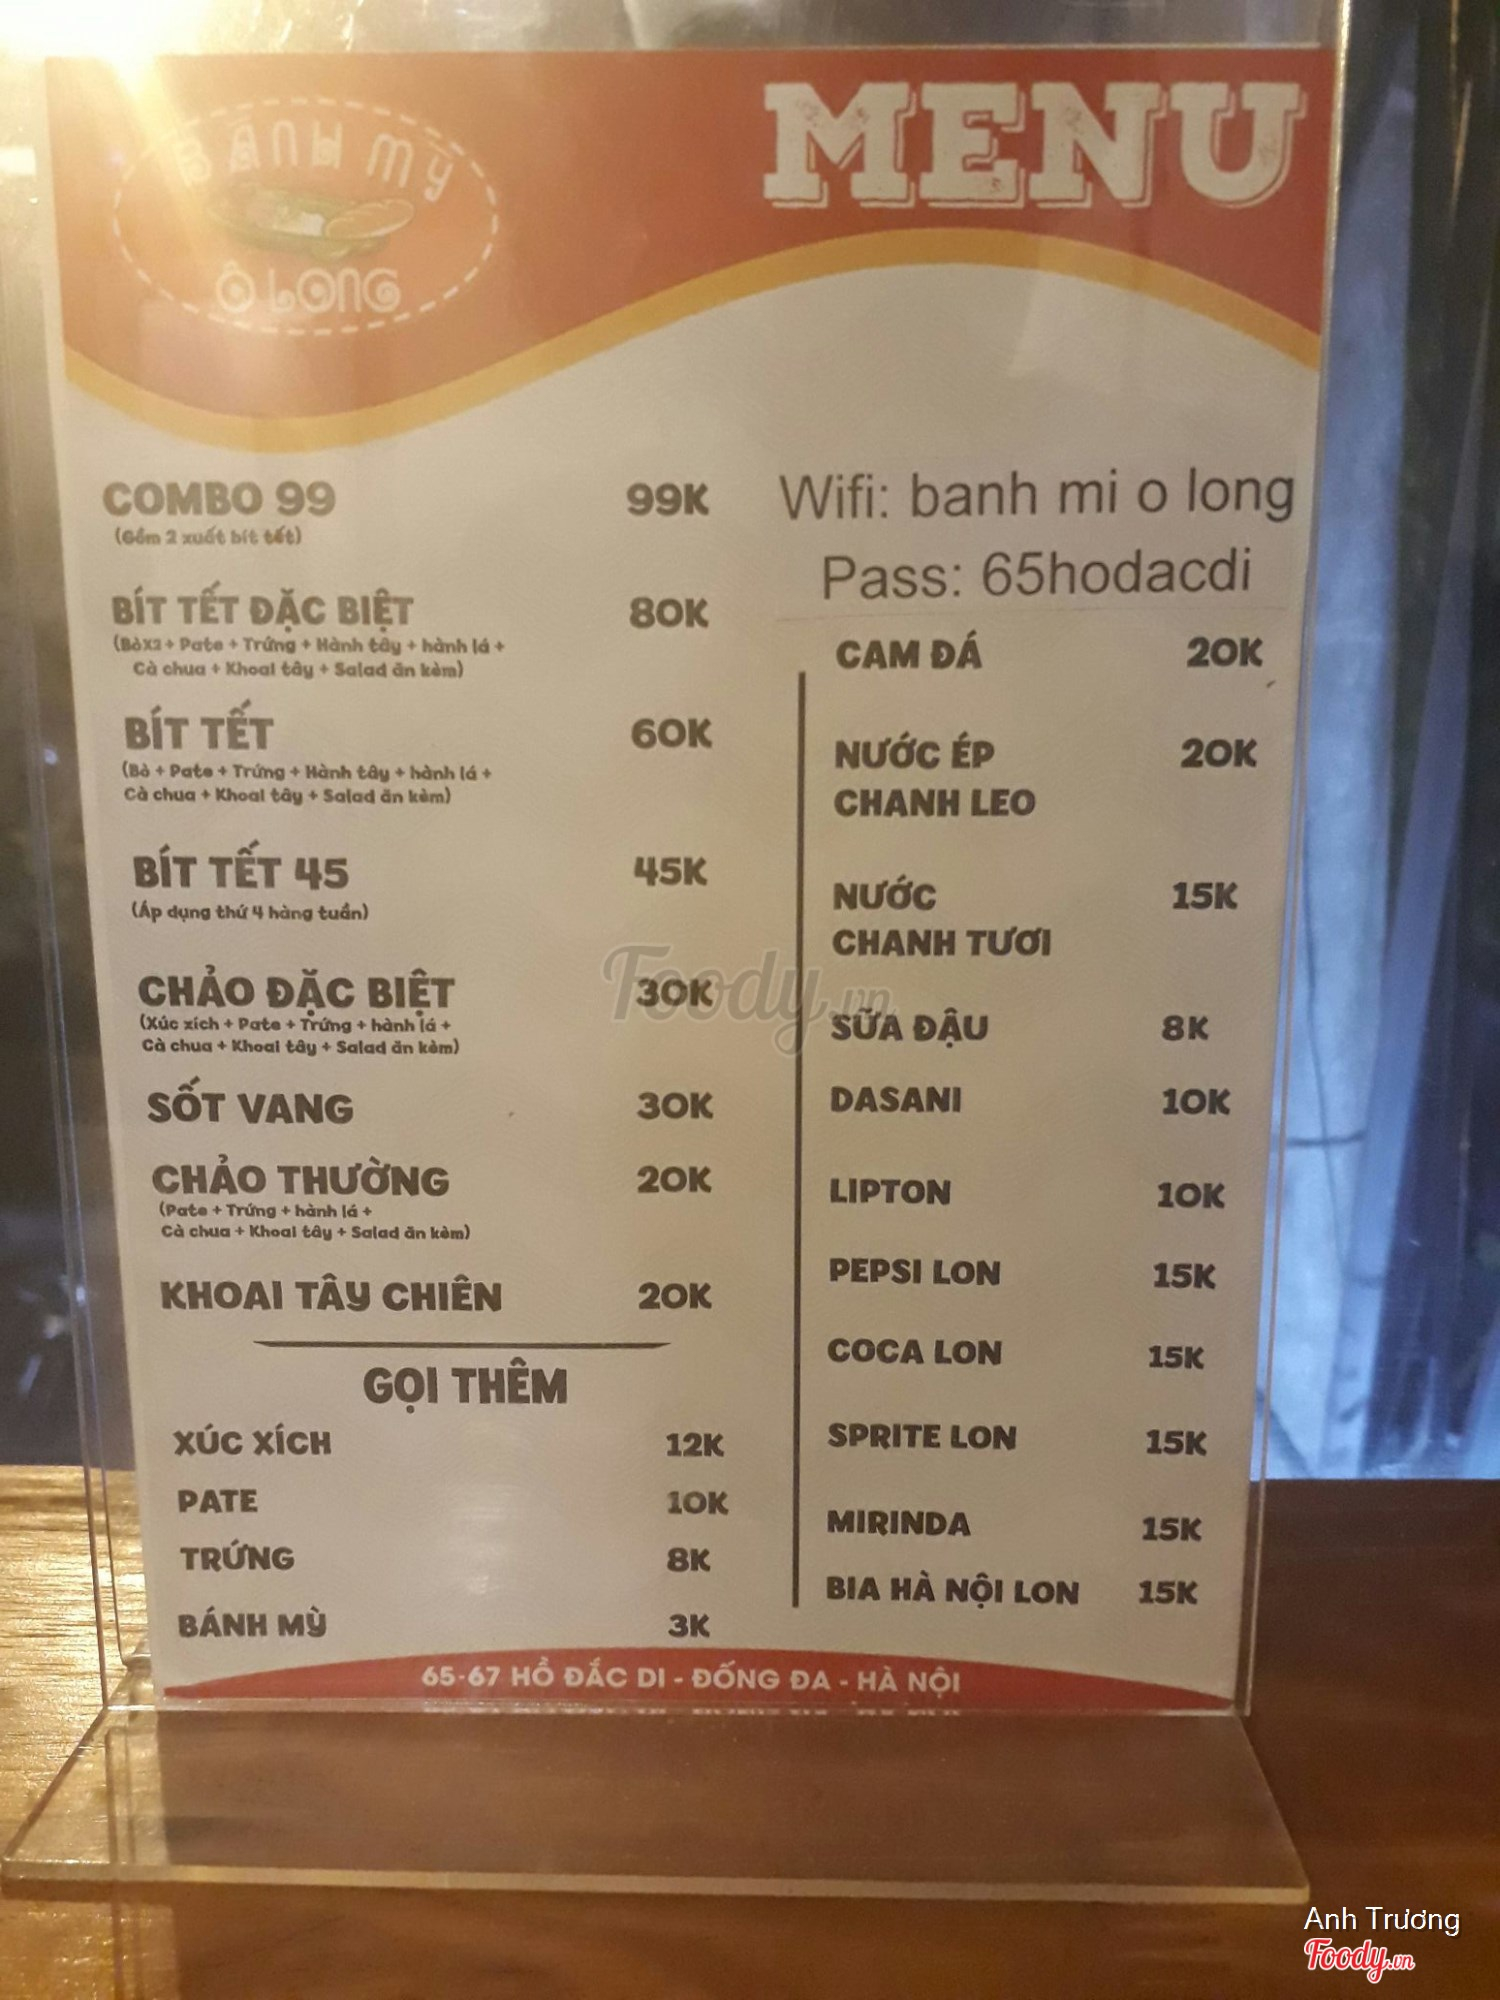 BÁNH MỲ
Ô LONG
MENU
COMBO 99 99K
(Gồm 2 xuất bít tết)
BÍT TẾT ĐẶC BIỆT 80K
(Bòx2 + Pate + Trứng + Hành tây + hành lá +
Cà chua + Khoai tây + Salad ăn kèm)
BÍT TẾT 60K
(Bò + Pate + Trứng + Hành tây + hành lá +
Cà chua + Khoai tây + Salad ăn kèm)
BÍT TẾT 45 45K
(Áp dụng thứ 4 hàng tuần)
CHẢO ĐẶC BIỆT 30K
(Xúc xích + Pate + Trứng + hành lá +
Cà chua + Khoai tây + Salad ăn kèm)
SỐT VANG 30K
CHẢO THƯỜNG 20K
(Pate + Trứng + hành lá +
Cà chua + Khoai tây + Salad ăn kèm)
KHOAI TÂY CHIÊN 20K
GỌI THÊM
XÚC XÍCH 12K
PATE 10K
TRỨNG 8K
BÁNH MỲ 3K
Wifi: banh mi o long
Pass: 65hodacdi
CAM ĐÁ 20K
NƯỚC ÉP 20K
CHANH LEO
NƯỚC 15K
CHANH TƯƠI
SỮA ĐẬU 8K
DASANI 10K
LIPTON 10K
PEPSI LON 15K
COCA LON 15K
SPRITE LON 15K
MIRINDA 15K
BIA HÀ NỘI LON 15K
65-67 HỒ ĐẮC DI - ĐỐNG ĐA - HÀ NỘI
Foody.vn
Anh Trương
Foody.vn